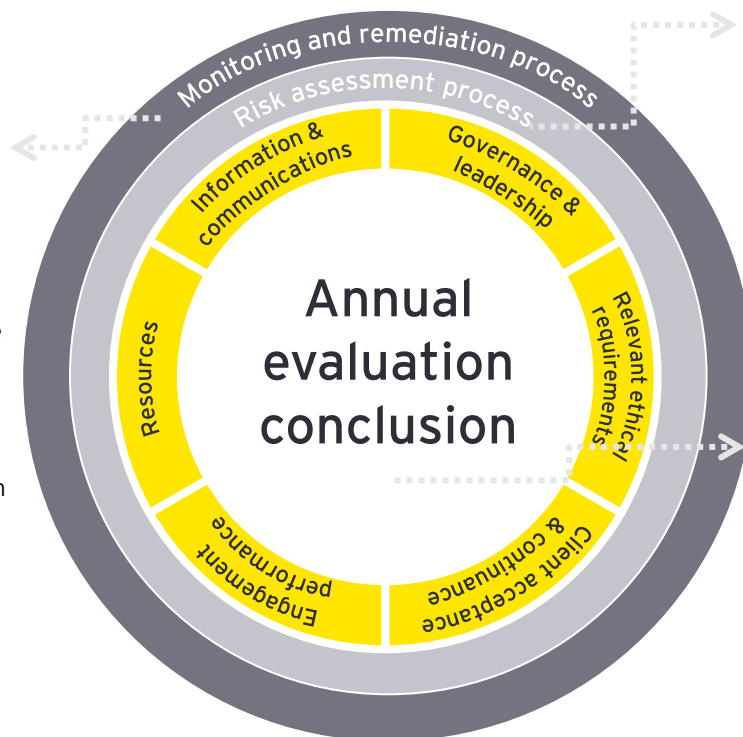 Monitoring and remediation process
Risk assessment process
Information &
communications
Governance &
leadership
Relevant ethical
requirements
Client acceptance
& continuance
Engagement
performance
Resources
Annual
evaluation
conclusion